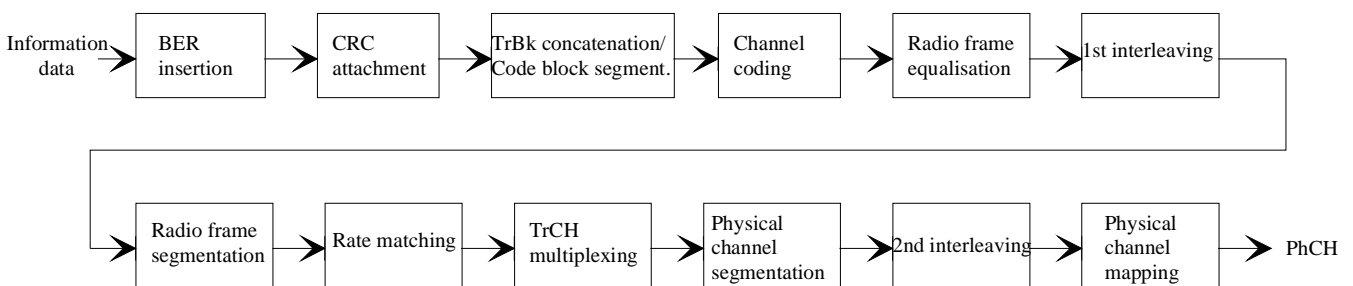 Information
data
BER
insertion
CRC
attachment
TrBk concatenation/
Code block segment.
Channel
coding
Radio frame
equalisation
1st interleaving
Radio frame
segmentation
Rate matching
TrCH
multiplexing
Physical
channel
segmentation
2nd interleaving
Physical
channel
mapping
PhCH